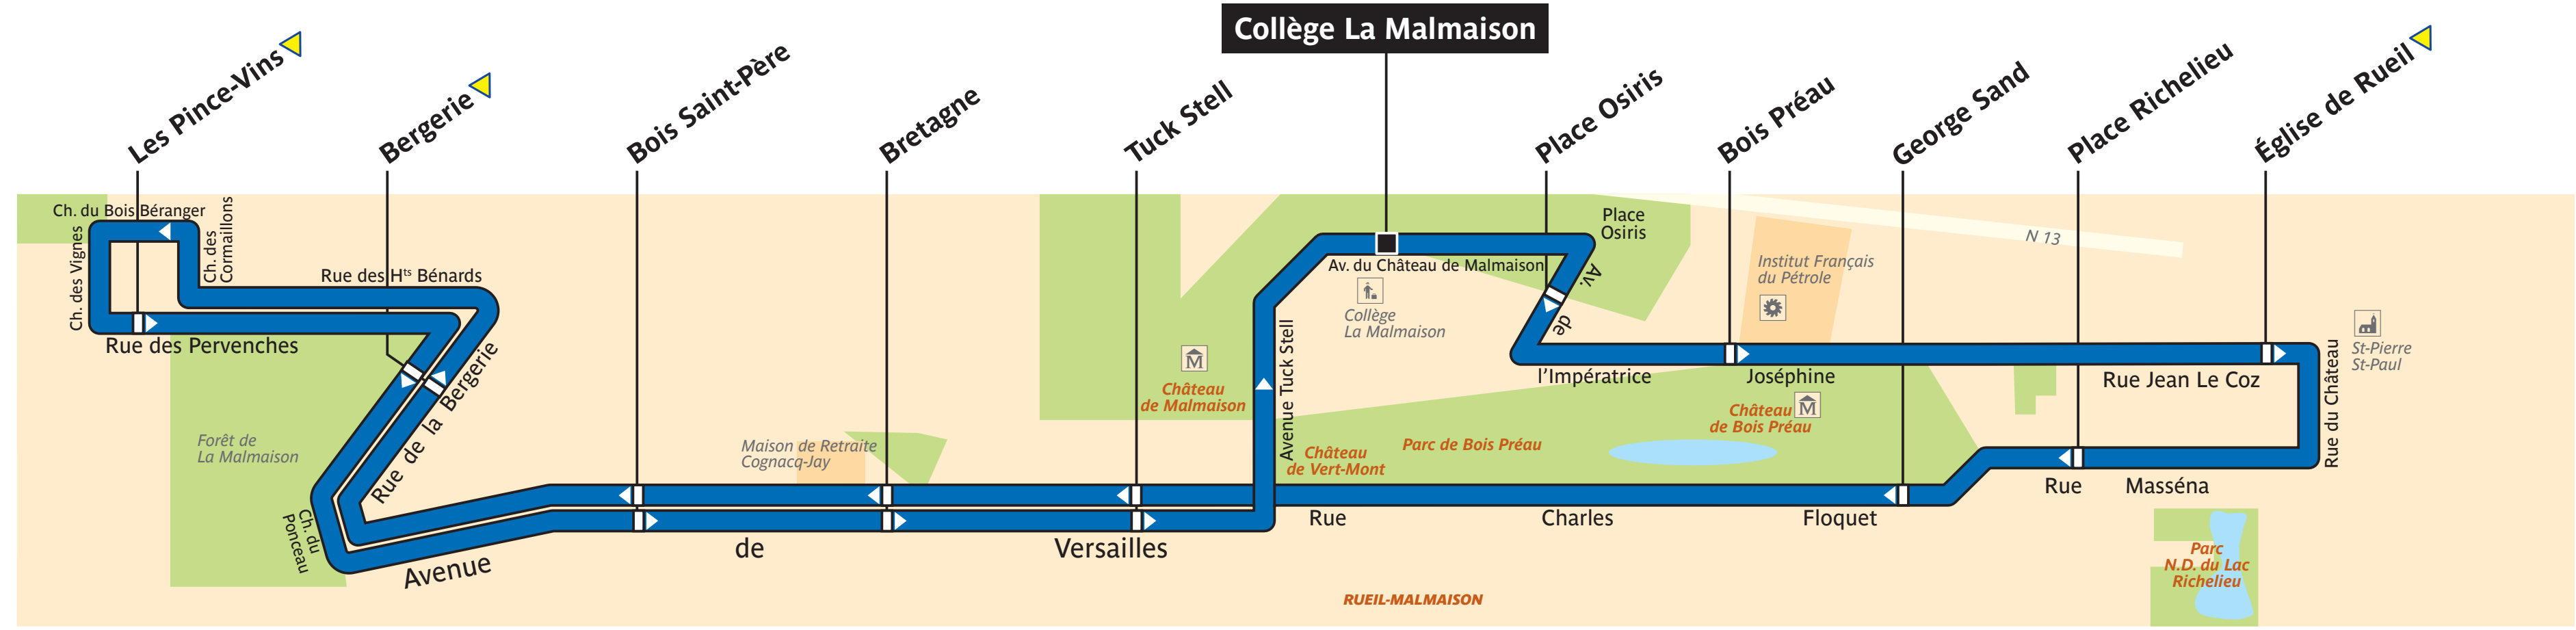 Collège La Malmaison
Les Pince-Vins
Bergerie
Bois Saint-Père
Bretagne
Tuck Stell
Place Osiris
Bois Préau
George Sand
Place Richelieu
Église de Rueil
Ch. du Bois Béranger
Ch. des Vignes
Ch. des
Cormaillons
Rue des Hts Bénards
Rue des Pervenches
Rue de la Bergerie
Forêt de
La Malmaison
Ch. du
Ponceau
Avenue de Versailles
Maison de Retraite
Cognacq-Jay
Château
de Malmaison
Avenue Tuck Stell
Av. du Château de Malmaison
Collège
La Malmaison
Place
Osiris
Av. de l'Impératrice Joséphine
Institut Français
du Pétrole
N 13
Château
de Vert-Mont
Parc de Bois Préau
Château
de Bois Préau
Rue Jean Le Coz
Rue du Château
St-Pierre
St-Paul
Rue Masséna
Rue Charles Floquet
Parc
N.D. du Lac
Richelieu
RUEIL-MALMAISON
M
M